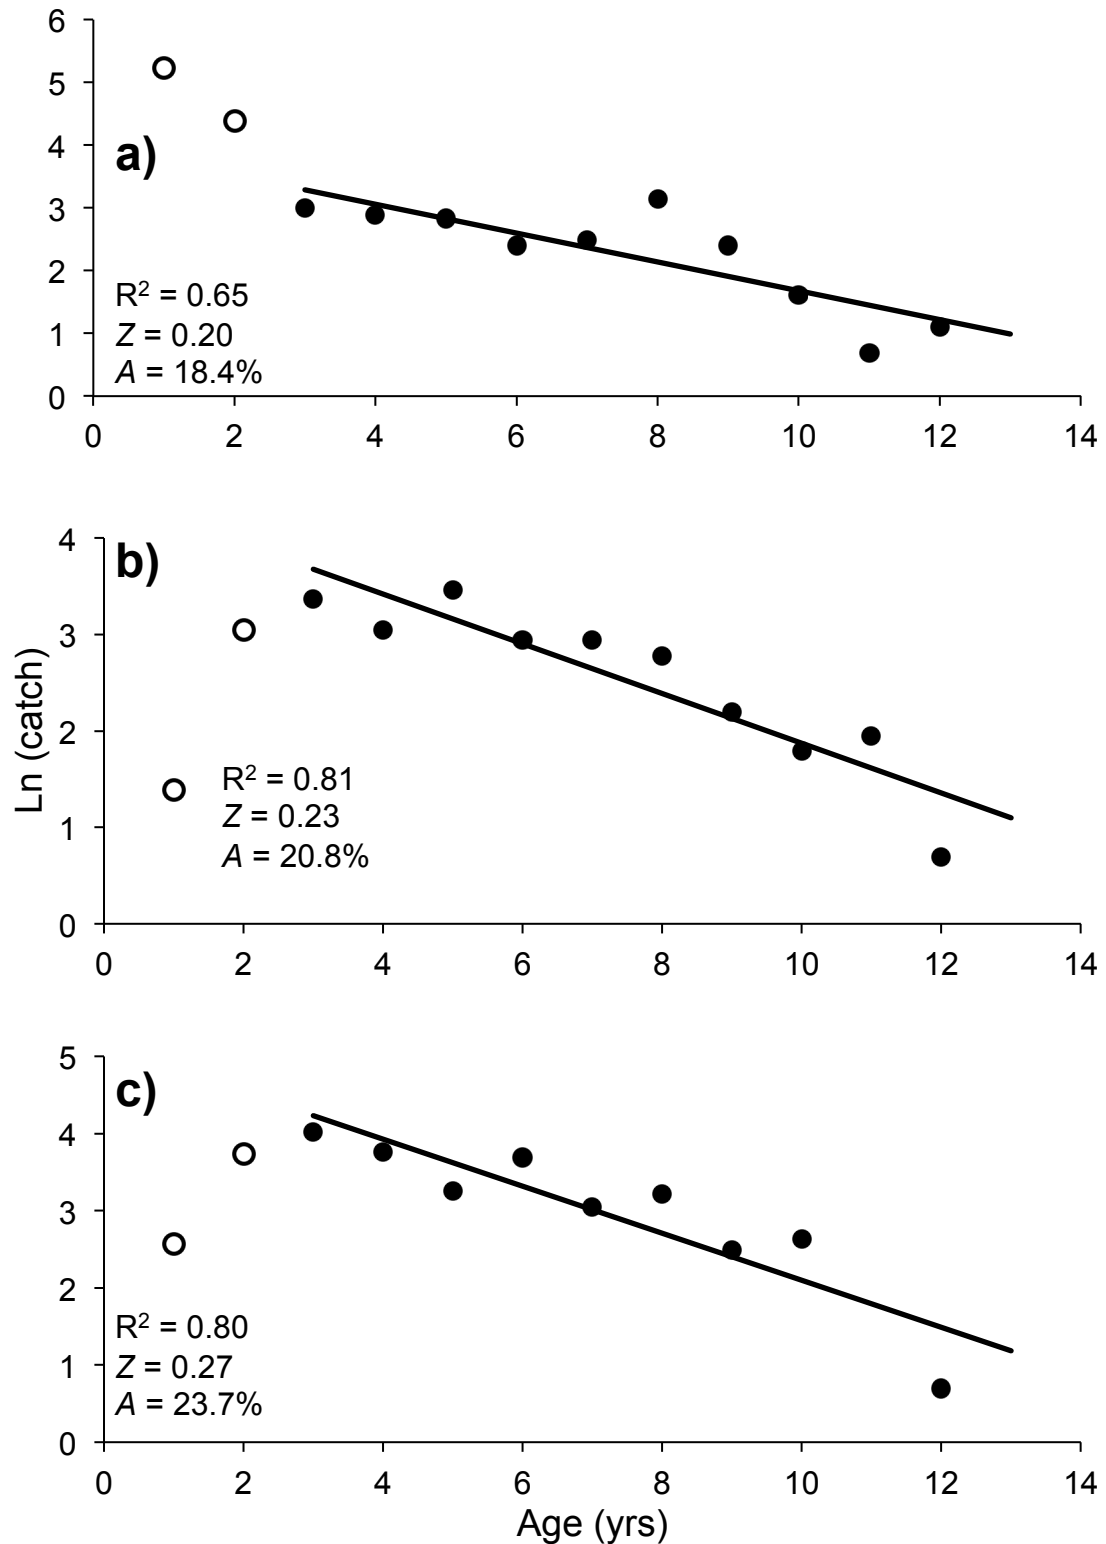 6
5
4
a)
3
2
R² = 0.65
Z = 0.20
1
A = 18.4%
0
0 2 4 6 8 10 12 14
4
b)
3
Ln (catch)
2
R² = 0.81
Z = 0.23
1
A = 20.8%
0
0 2 4 6 8 10 12 14
5
c)
4
3
2
R² = 0.80
Z = 0.27
1
A = 23.7%
0
0 2 4 6 8 10 12 14
Age (yrs)